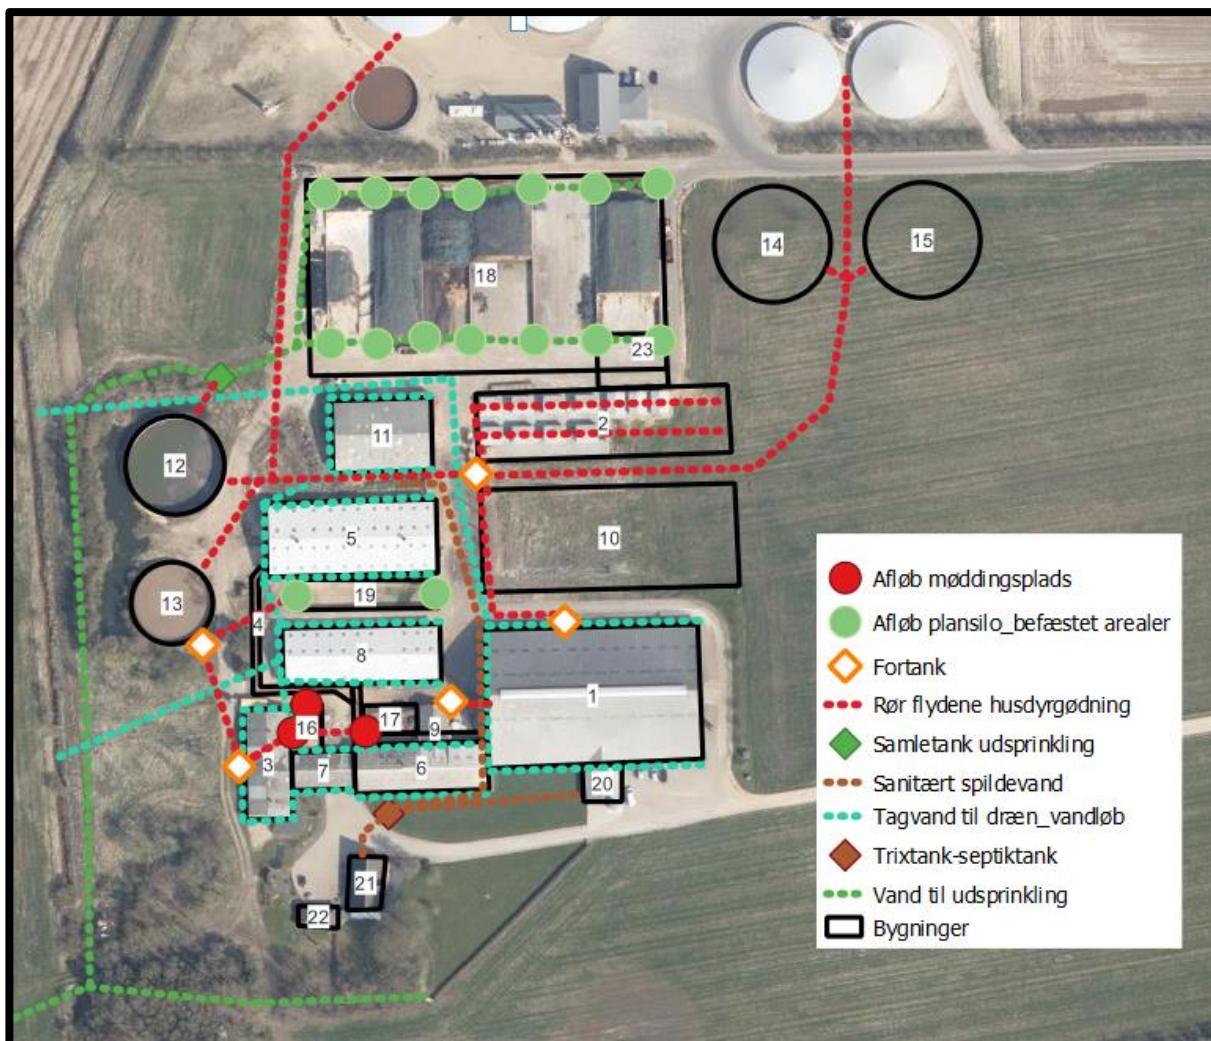 14
15
18
23
2
11
12
5
10
19
13
4
8
1
17
16
9
3
7
6
20
21
22
Afløb møddingsplads
Afløb plansilo_befæstet arealer
Fortank
Rør flydene husdyrgødning
Samletank udsprinkling
Sanitært spildevand
Tagvand til dræn_vandløb
Trixtank-septiktank
Vand til udsprinkling
Bygninger